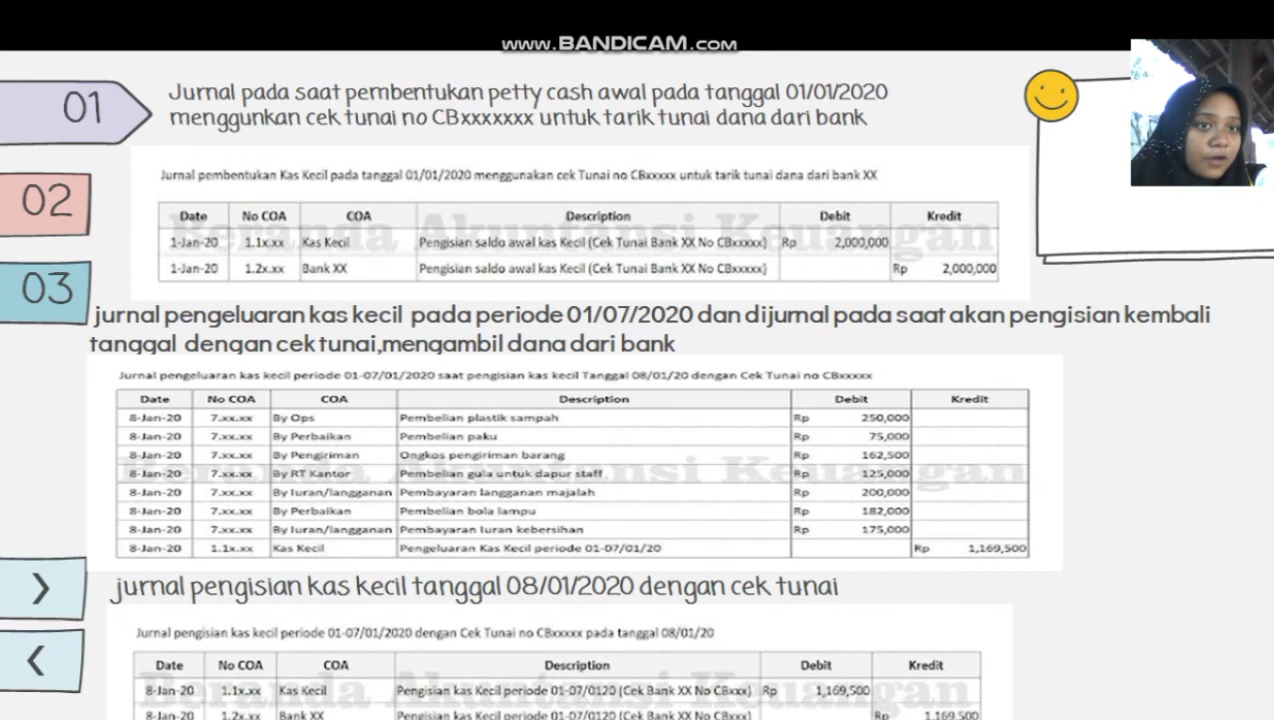 www.BANDICAM.com
01
Jurnal pada saat pembentukan petty cash awal pada tanggal 01/01/2020
menggunkan cek tunai no CBxxxxxxx untuk tarik tunai dana dari bank
Jurnal pembentukan Kas Kecil pada tanggal 01/01/2020 menggunakan cek Tunai no CBxxxxx untuk tarik tunai dana dari bank XX
02
Beranda Akuntansi Keuangan
Date No COA COA Description Debit Kredit
1-Jan-20 1.1x.xx Kas Kecil Pengisian saldo awal kas Kecil (Cek Tunai Bank XX No CBxxxxx) Rp 2,000,000
1-Jan-20 1.2x.xx Bank XX Pengisian saldo awal kas Kecil (Cek Tunai Bank XX No CBxxxxx) Rp 2,000,000
03
jurnal pengeluaran kas kecil pada periode 01/07/2020 dan dijurnal pada saat akan pengisian kembali
tanggal dengan cek tunai,mengambil dana dari bank
Jurnal pengeluaran kas kecil periode 01-07/01/2020 saat pengisian kas kecil Tanggal 08/01/20 dengan Cek Tunai no CBxxxxx
Date No COA COA Description Debit Kredit
8-Jan-20 7.xx.xx By Ops Pembelian plastik sampah Rp 250,000
8-Jan-20 7.xx.xx By Perbaikan Pembelian paku Rp 75,000
8-Jan-20 7.xx.xx By Pengiriman Ongkos pengiriman barang Rp 162,500
8-Jan-20 7.xx.xx By RT Kantor Pembelian gula untuk dapur staff Rp 125,000
8-Jan-20 7.xx.xx By Iuran/langganan Pembayaran langganan majalah Rp 200,000
8-Jan-20 7.xx.xx By Perbaikan Pembelian bola lampu Rp 182,000
8-Jan-20 7.xx.xx By Iuran/langganan Pembayaran Iuran kebersihan Rp 175,000
8-Jan-20 1.1x.xx Kas Kecil Pengeluaran Kas Kecil periode 01-07/01/20 Rp 1,169,500
Beranda Akuntansi Keuangan
jurnal pengisian kas kecil tanggal 08/01/2020 dengan cek tunai
Jurnal pengisian kas kecil periode 01-07/01/2020 dengan Cek Tunai no CBxxxxx pada tanggal 08/01/20
Date No COA COA Description Debit Kredit
8-Jan-20 1.1x.xx Kas Kecil Pengisian kas Kecil periode 01-07/0120 (Cek Bank XX No CBxxx) Rp 1,169,500
8-Jan-20 1.2x.xx Bank XX Pengisian kas Kecil periode 01-07/0120 (Cek Bank XX No CBxxx) Rp 1,169,500
Beranda Akuntansi Keuangan